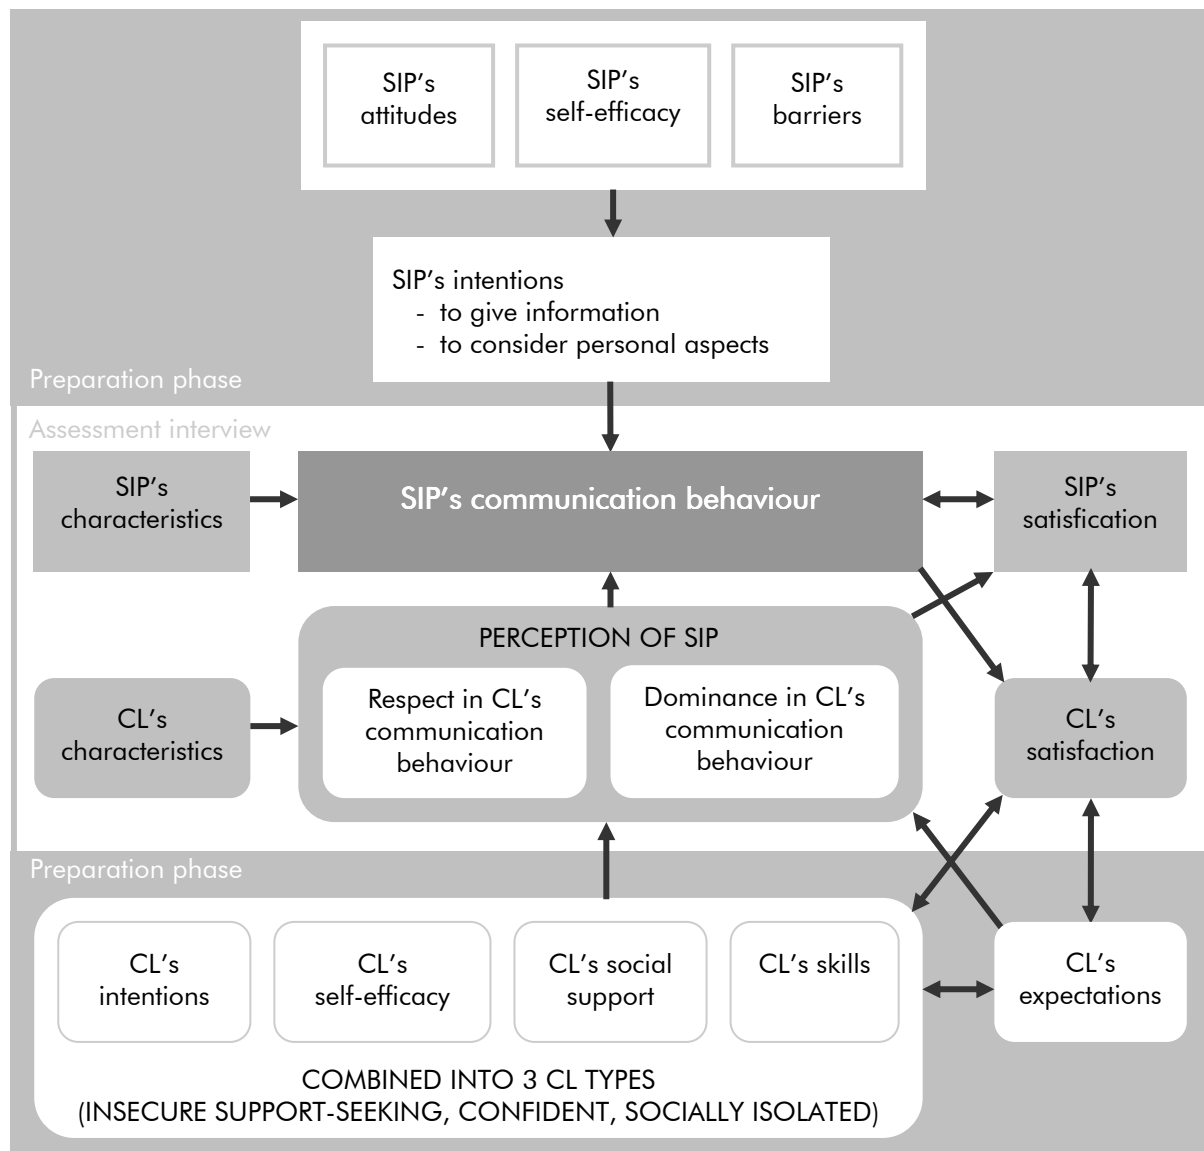 SIP's
attitudes
SIP's
self-efficacy
SIP's
barriers
SIP's intentions
- to give information
- to consider personal aspects
Preparation phase
Assessment interview
SIP's
characteristics
SIP's communication behaviour
SIP's
satisfication
PERCEPTION OF SIP
CL's
characteristics
Respect in CL's
communication
behaviour
Dominance in CL's
communication
behaviour
CL's
satisfaction
Preparation phase
CL's
intentions
CL's
self-efficacy
CL's social
support
CL's skills
CL's
expectations
COMBINED INTO 3 CL TYPES
(INSECURE SUPPORT-SEEKING, CONFIDENT, SOCIALLY ISOLATED)